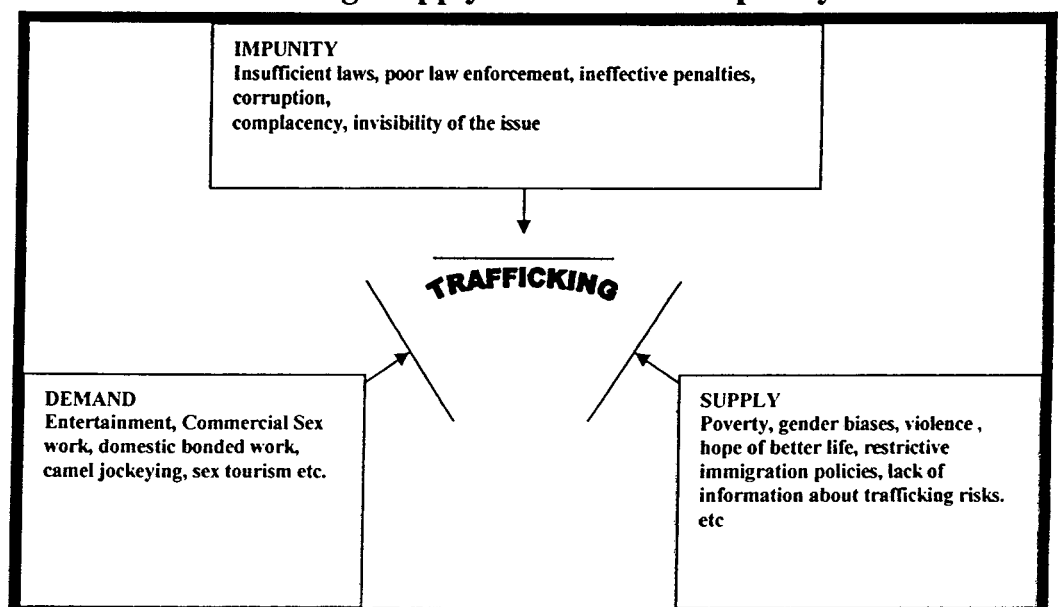 IMPUNITY
Insufficient laws, poor law enforcement, ineffective penalties,
corruption,
complacency, invisibility of the issue
TRAFFICKING
DEMAND
Entertainment, Commercial Sex
work, domestic bonded work,
camel jockeying, sex tourism etc.
SUPPLY
Poverty, gender biases, violence ,
hope of better life, restrictive
immigration policies, lack of
information about trafficking risks.
etc